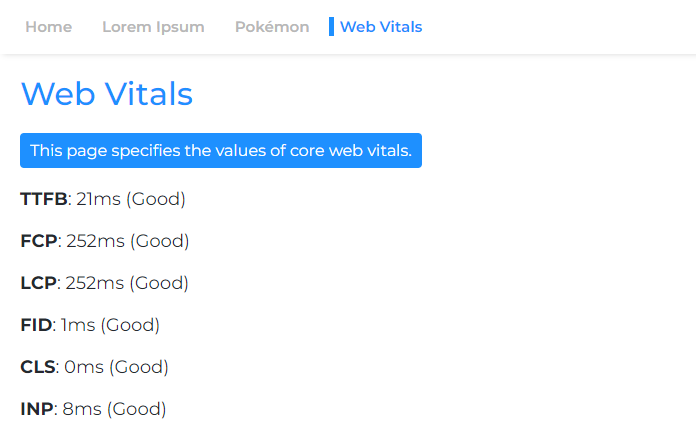 Home Lorem Ipsum Pokémon Web Vitals
Web Vitals
This page specifies the values of core web vitals.
TTFB: 21ms (Good)
FCP: 252ms (Good)
LCP: 252ms (Good)
FID: 1ms (Good)
CLS: 0ms (Good)
INP: 8ms (Good)